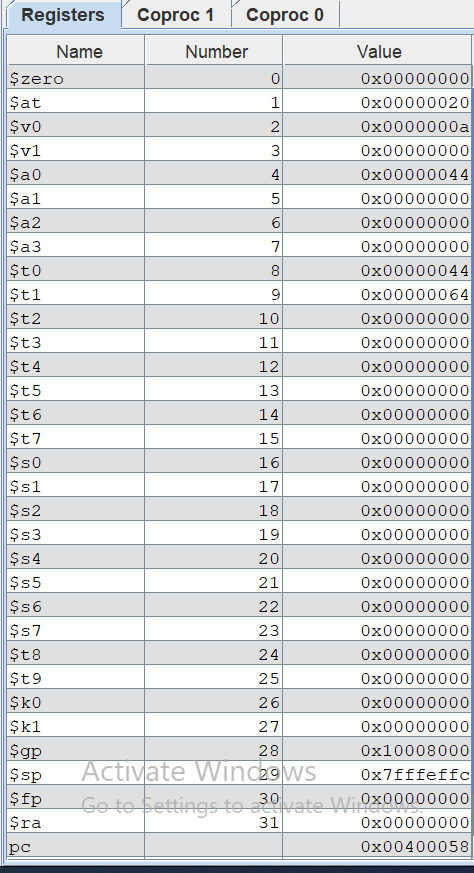 Registers Coproc 1 Coproc 0
Name Number Value
$zero 0 0x00000000
$at 1 0x00000020
$v0 2 0x0000000a
$v1 3 0x00000000
$a0 4 0x00000044
$a1 5 0x00000000
$a2 6 0x00000000
$a3 7 0x00000000
$t0 8 0x00000044
$t1 9 0x00000064
$t2 10 0x00000000
$t3 11 0x00000000
$t4 12 0x00000000
$t5 13 0x00000000
$t6 14 0x00000000
$t7 15 0x00000000
$s0 16 0x00000000
$s1 17 0x00000000
$s2 18 0x00000000
$s3 19 0x00000000
$s4 20 0x00000000
$s5 21 0x00000000
$s6 22 0x00000000
$s7 23 0x00000000
$t8 24 0x00000000
$t9 25 0x00000000
$k0 26 0x00000000
$k1 27 0x00000000
$gp 28 0x10008000
Activate Windows
$sp 29 0x7fffeffc
$fp 30 0x00000000
Go to Settings to activate Windows.
$ra 31 0x00000000
pc 0x00400058